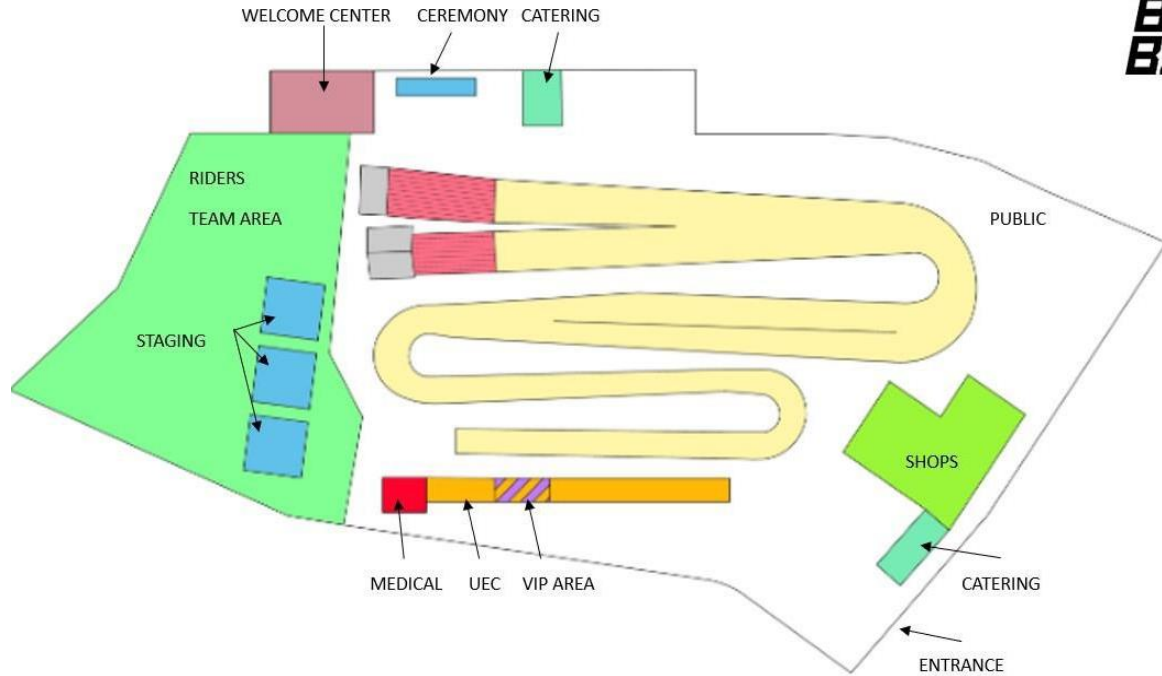 WELCOME CENTER
CEREMONY
CATERING
RIDERS
TEAM AREA
PUBLIC
STAGING
SHOPS
MEDICAL
UEC
VIP AREA
CATERING
ENTRANCE